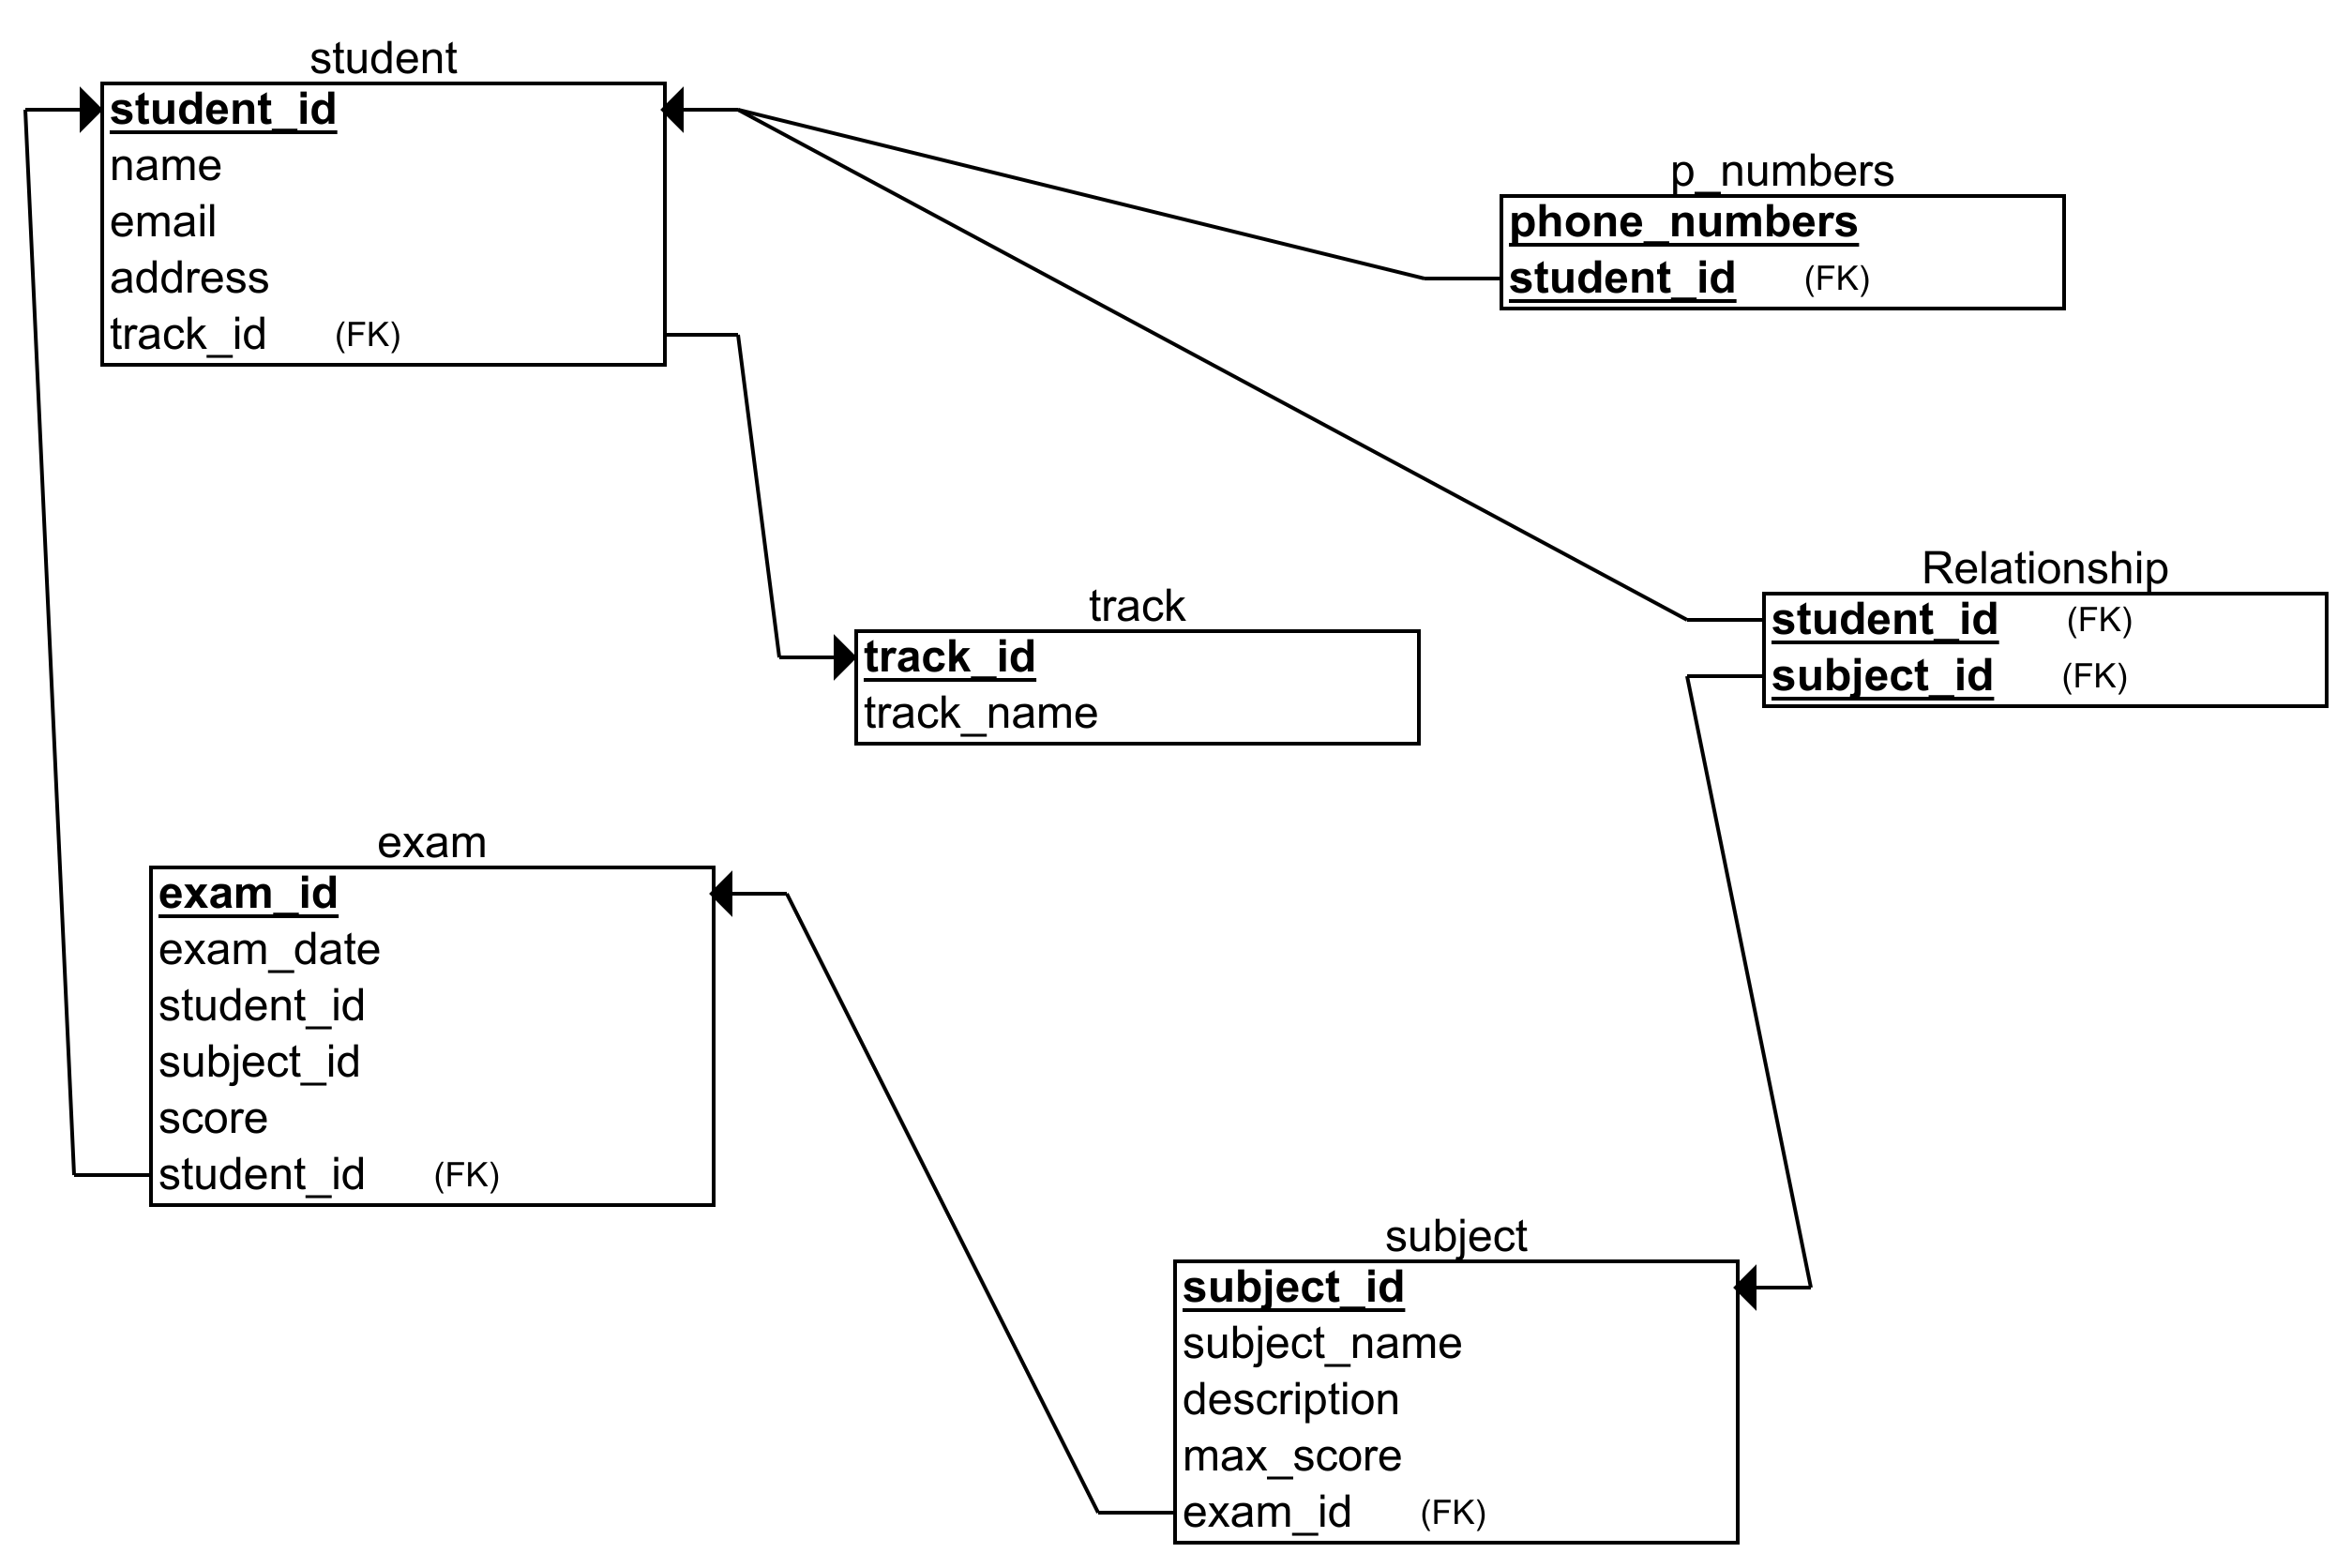 student
student_id
name
email
address
track_id (FK)
p_numbers
phone_numbers
student_id (FK)
Relationship
student_id (FK)
subject_id (FK)
track
track_id
track_name
exam
exam_id
exam_date
student_id
subject_id
score
student_id (FK)
subject
subject_id
subject_name
description
max_score
exam_id (FK)